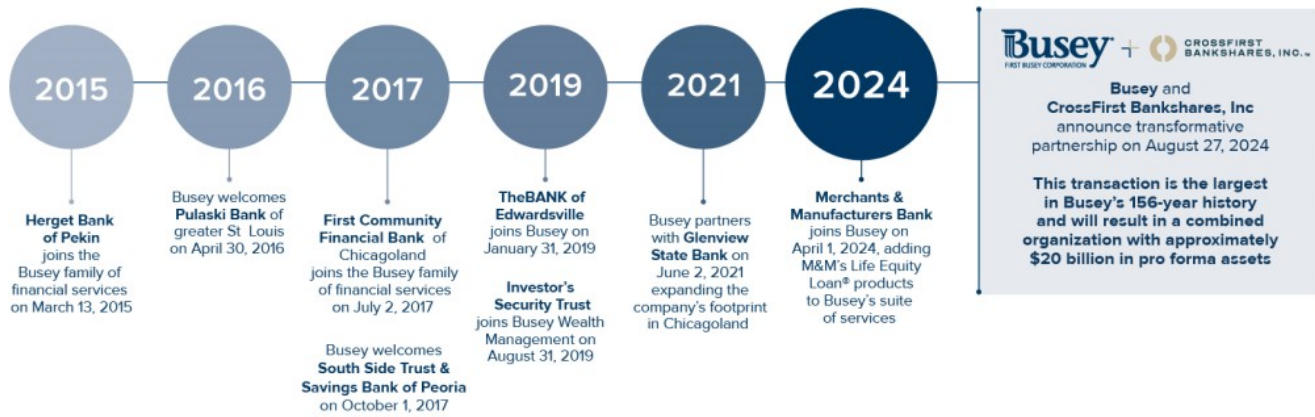 2015
Herget Bank
of Pekin
joins the
Busey family of
financial services
on March 13, 2015
2016
Busey welcomes
Pulaski Bank of
greater St Louis
on April 30, 2016
2017
First Community
Financial Bank of
Chicagoland
joins the Busey family
of financial services
on July 2, 2017
Busey welcomes
South Side Trust &
Savings Bank of Peoria
on October 1, 2017
2019
TheBANK of
Edwardsville
joins Busey on
January 31, 2019
Investor's
Security Trust
joins Busey Wealth
Management on
August 31, 2019
2021
Busey partners
with Glenview
State Bank on
June 2, 2021
expanding the
company's footprint
in Chicagoland
2024
Merchants &
Manufacturers Bank
joins Busey on
April 1, 2024, adding
M&M's Life Equity
Loan® products
to Busey's suite
of services
Busey®
FIRST BUSEY CORPORATION
+
CROSSFIRST
BANKSHARES, INC.™
Busey and
CrossFirst Bankshares, Inc
announce transformative
partnership on August 27, 2024
This transaction is the largest
in Busey's 156-year history
and will result in a combined
organization with approximately
$20 billion in pro forma assets